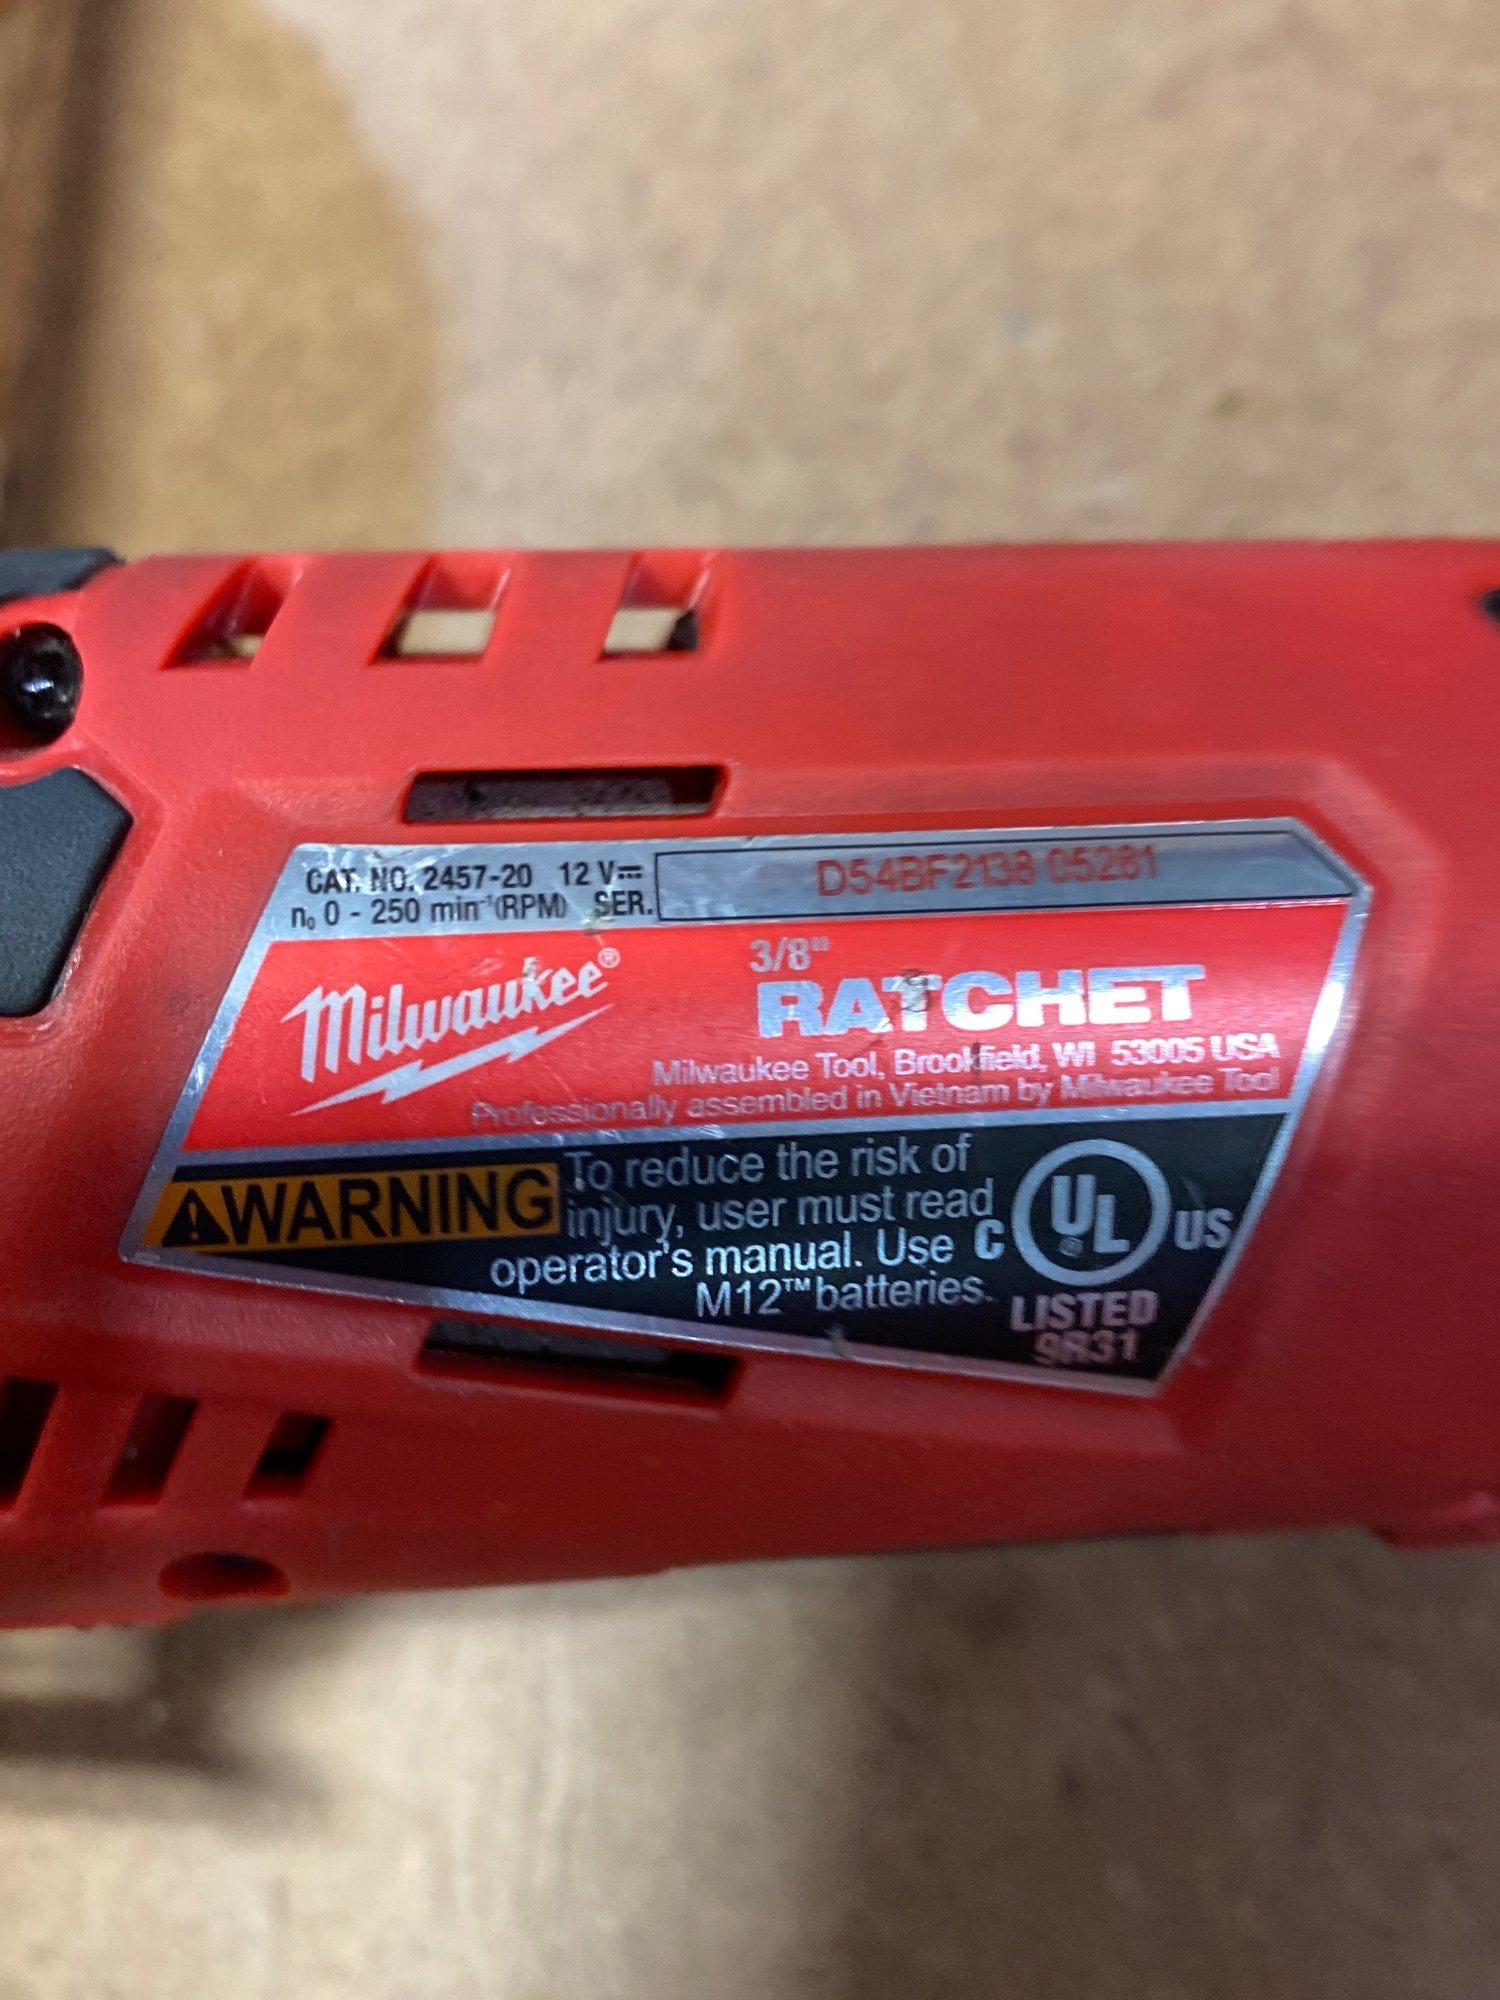 CAT. NO. 2457-20 12 V⎓
n₀ 0 - 250 min⁻¹(RPM) SER. D54BF2138 05281
Milwaukee®
3/8"
RATCHET
Milwaukee Tool, Brookfield, WI 53005 USA
Professionally assembled in Vietnam by Milwaukee Tool
⚠WARNING To reduce the risk of
injury, user must read
operator's manual. Use
M12™ batteries.
C UL® US
LISTED
9R31